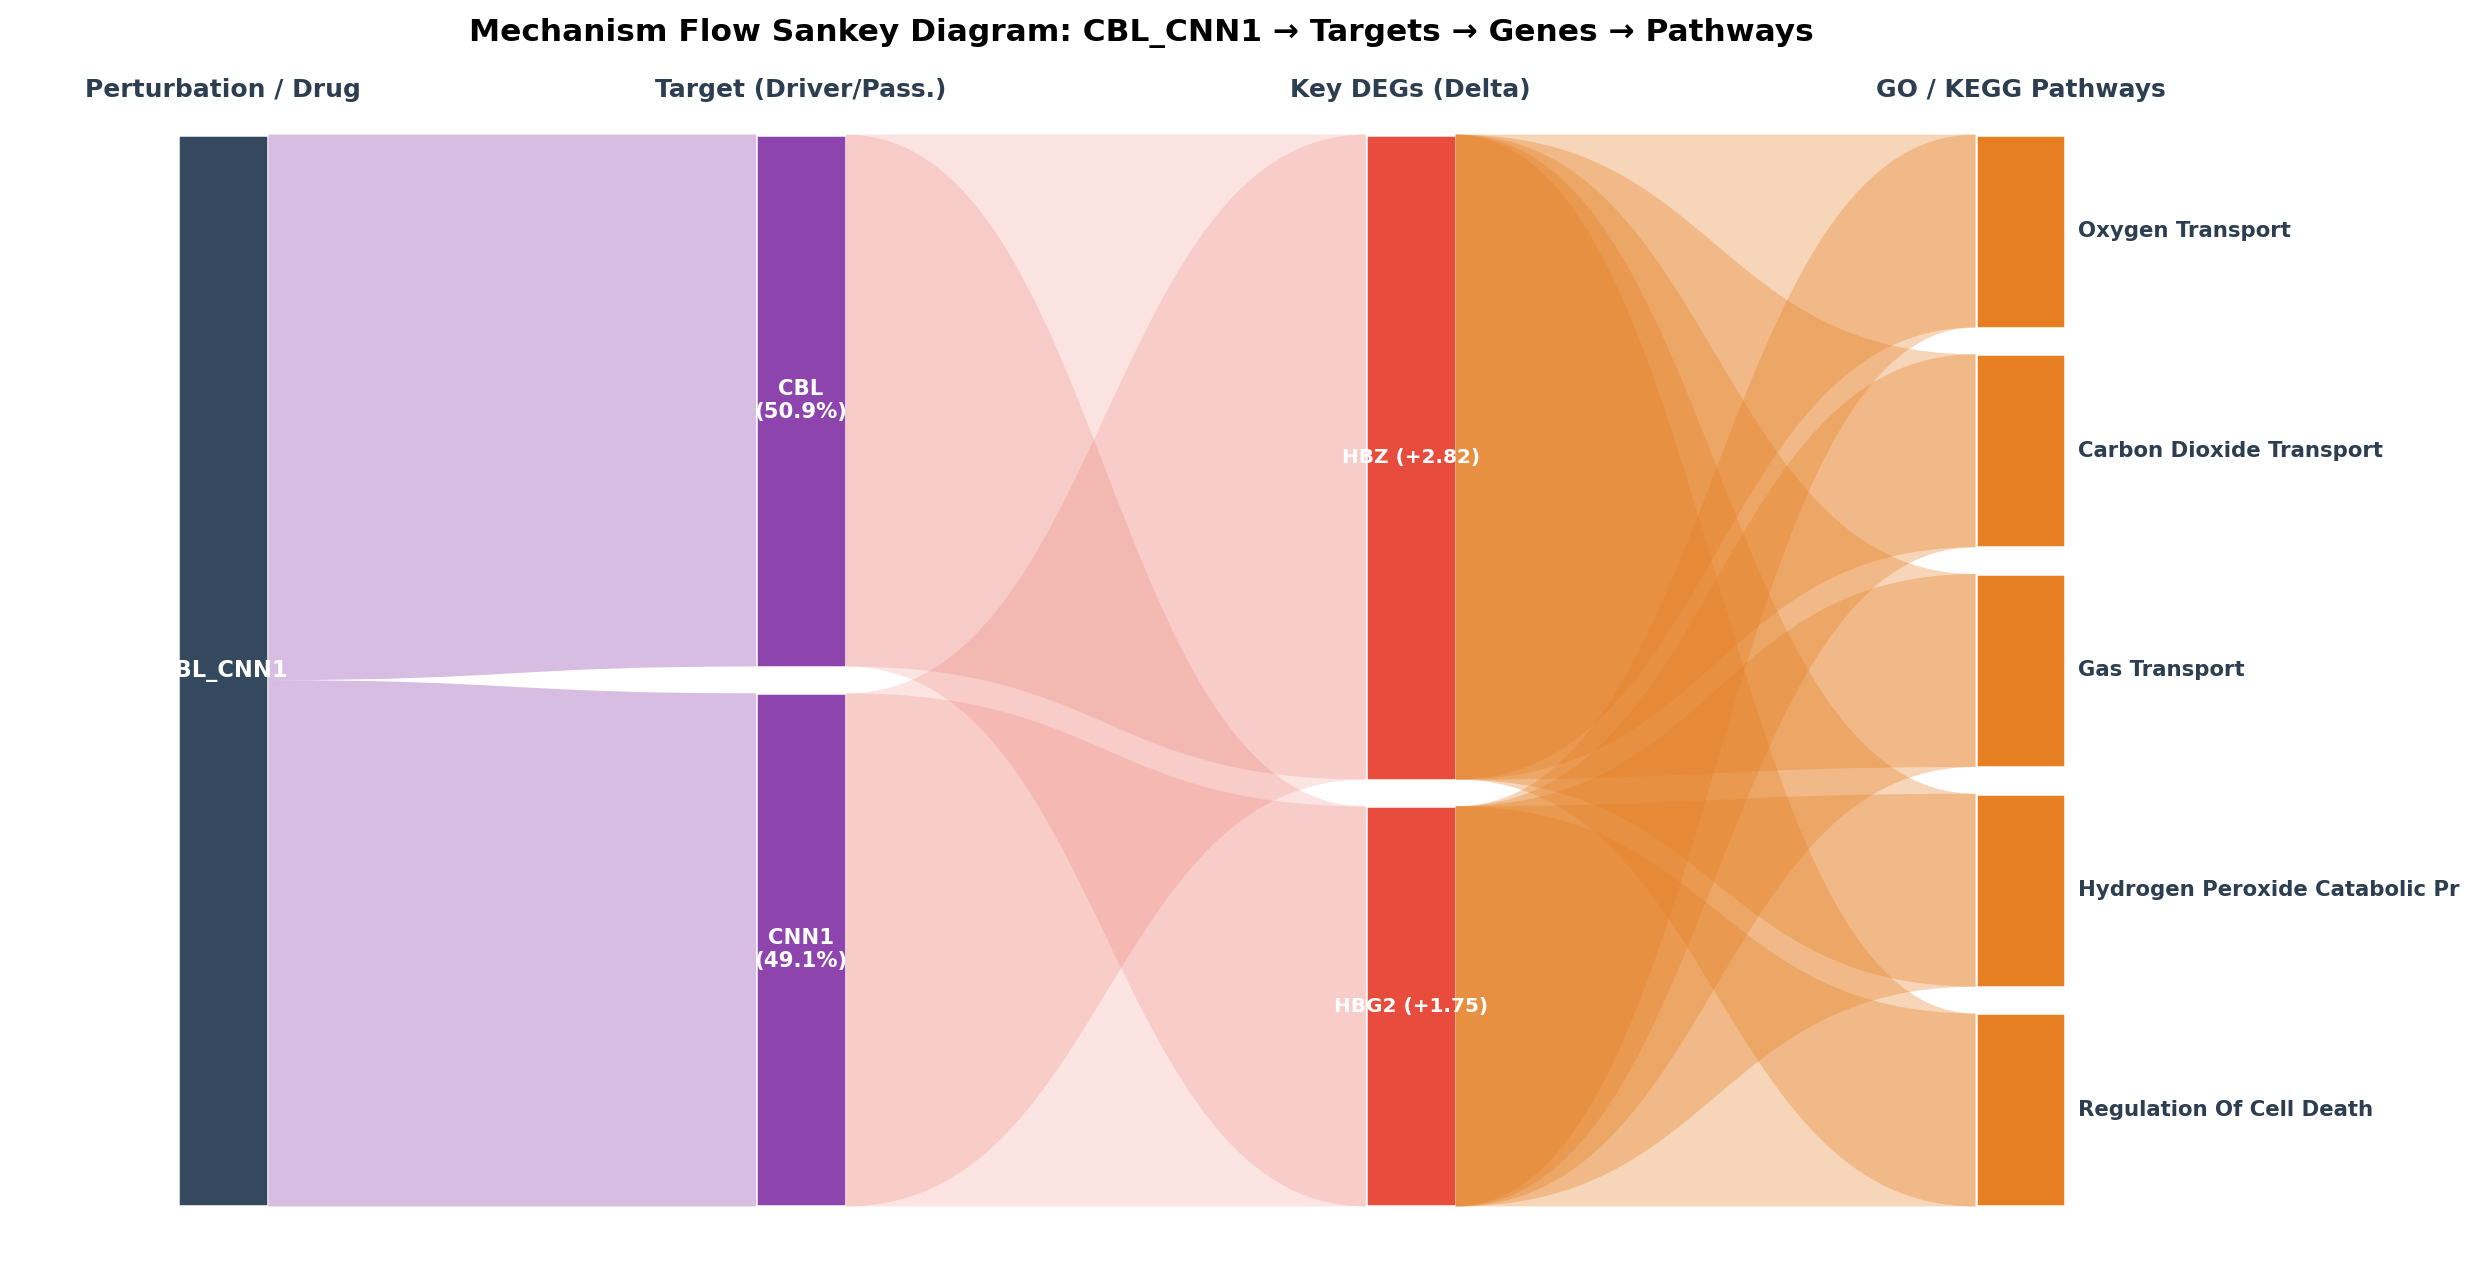 Mechanism Flow Sankey Diagram: CBL_CNN1 → Targets → Genes → Pathways
Perturbation / Drug
Target (Driver/Pass.)
Key DEGs (Delta)
GO / KEGG Pathways
BL_CNN1
CBL
(50.9%)
CNN1
(49.1%)
HBZ (+2.82)
HBG2 (+1.75)
Oxygen Transport
Carbon Dioxide Transport
Gas Transport
Hydrogen Peroxide Catabolic Pr
Regulation Of Cell Death